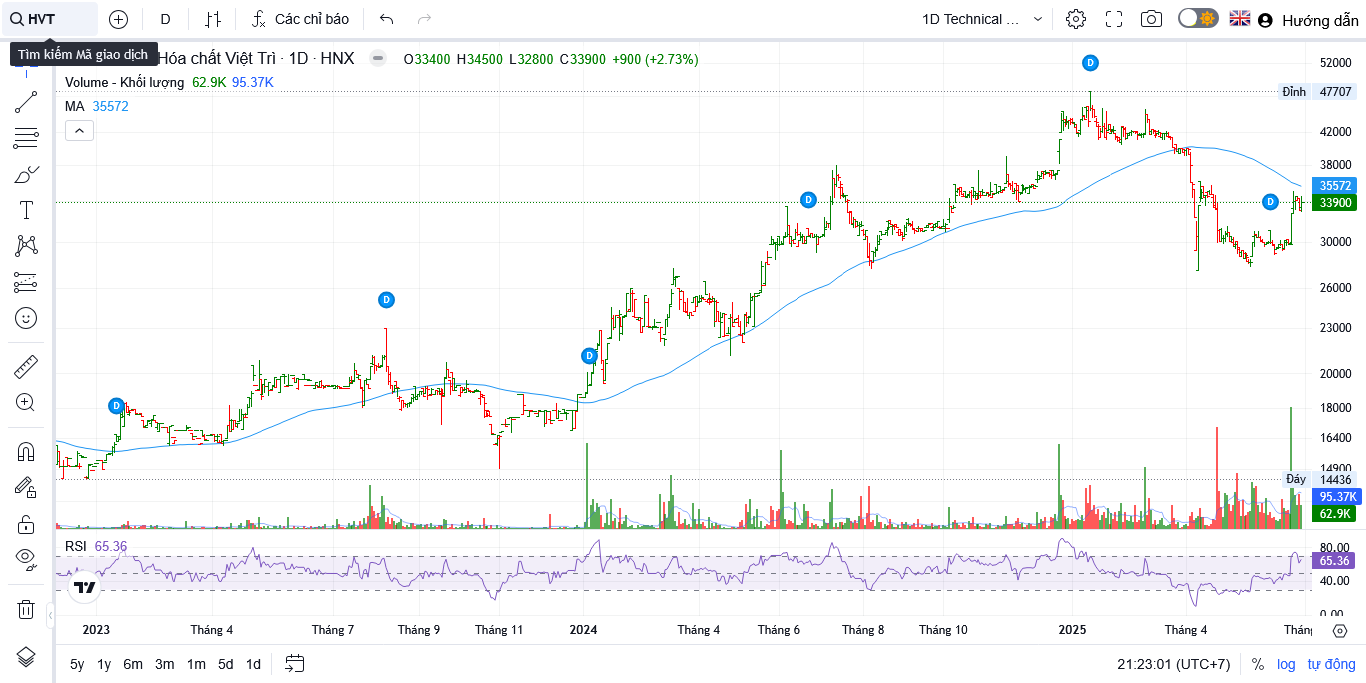 HVT
D
Các chỉ báo
1D Technical ...
Hướng dẫn
Tìm kiếm Mã giao dịch
Hóa chất Việt Trì · 1D · HNX
O33400 H34500 L32800 C33900 +900 (+2.73%)
Volume - Khối lượng 62.9K 95.37K
MA 35572
52000
Đỉnh 47707
42000
38000
35572
33900
30000
26000
23000
20000
18000
16400
14900
Đáy 14436
95.37K
62.9K
D
D
D
D
D
D
RSI 65.36
80.00
65.36
40.00
0.00
2023 Tháng 4 Tháng 7 Tháng 9 Tháng 11 2024 Tháng 4 Tháng 6 Tháng 8 Tháng 10 2025 Tháng 4 Tháng
5y 1y 6m 3m 1m 5d 1d
21:23:01 (UTC+7) % log tự động